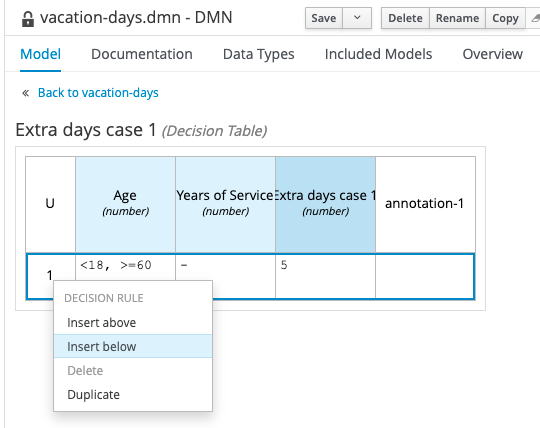 vacation-days.dmn - DMN
Save
Delete
Rename
Copy
Model
Documentation
Data Types
Included Models
Overview
« Back to vacation-days
Extra days case 1 (Decision Table)
U
Age
(number)
Years of Service
(number)
Extra days case 1
(number)
annotation-1
1
<18, >=60
-
5
DECISION RULE
Insert above
Insert below
Delete
Duplicate